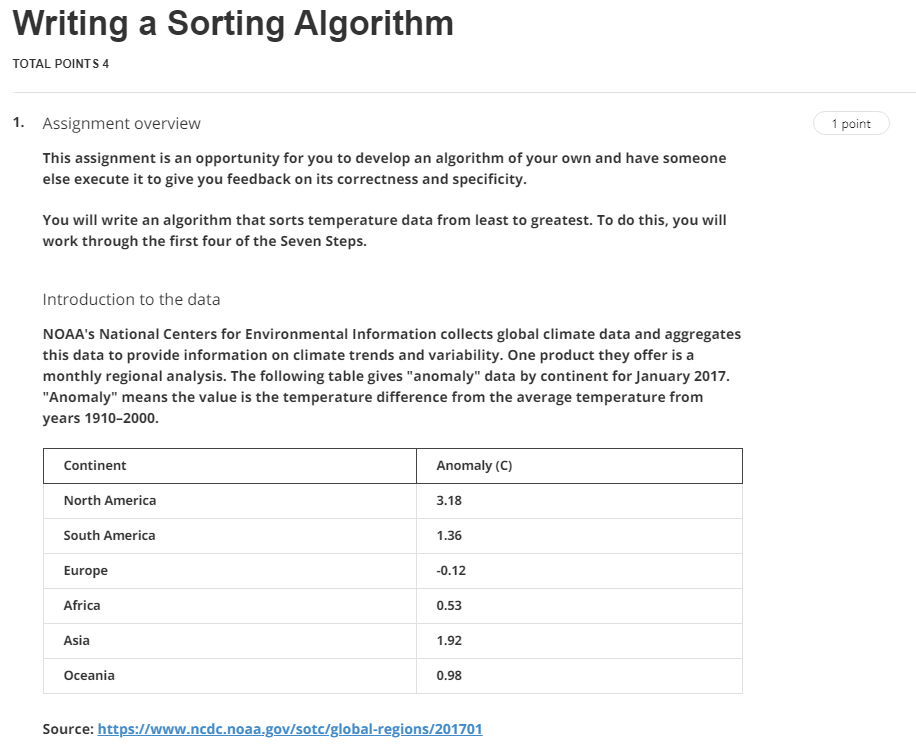 Writing a Sorting Algorithm
TOTAL POINTS 4
1. Assignment overview
1 point
This assignment is an opportunity for you to develop an algorithm of your own and have someone
else execute it to give you feedback on its correctness and specificity.
You will write an algorithm that sorts temperature data from least to greatest. To do this, you will
work through the first four of the Seven Steps.
Introduction to the data
NOAA's National Centers for Environmental Information collects global climate data and aggregates
this data to provide information on climate trends and variability. One product they offer is a
monthly regional analysis. The following table gives "anomaly" data by continent for January 2017.
"Anomaly" means the value is the temperature difference from the average temperature from
years 1910–2000.
Continent Anomaly (C)
North America 3.18
South America 1.36
Europe -0.12
Africa 0.53
Asia 1.92
Oceania 0.98
Source: https://www.ncdc.noaa.gov/sotc/global-regions/201701